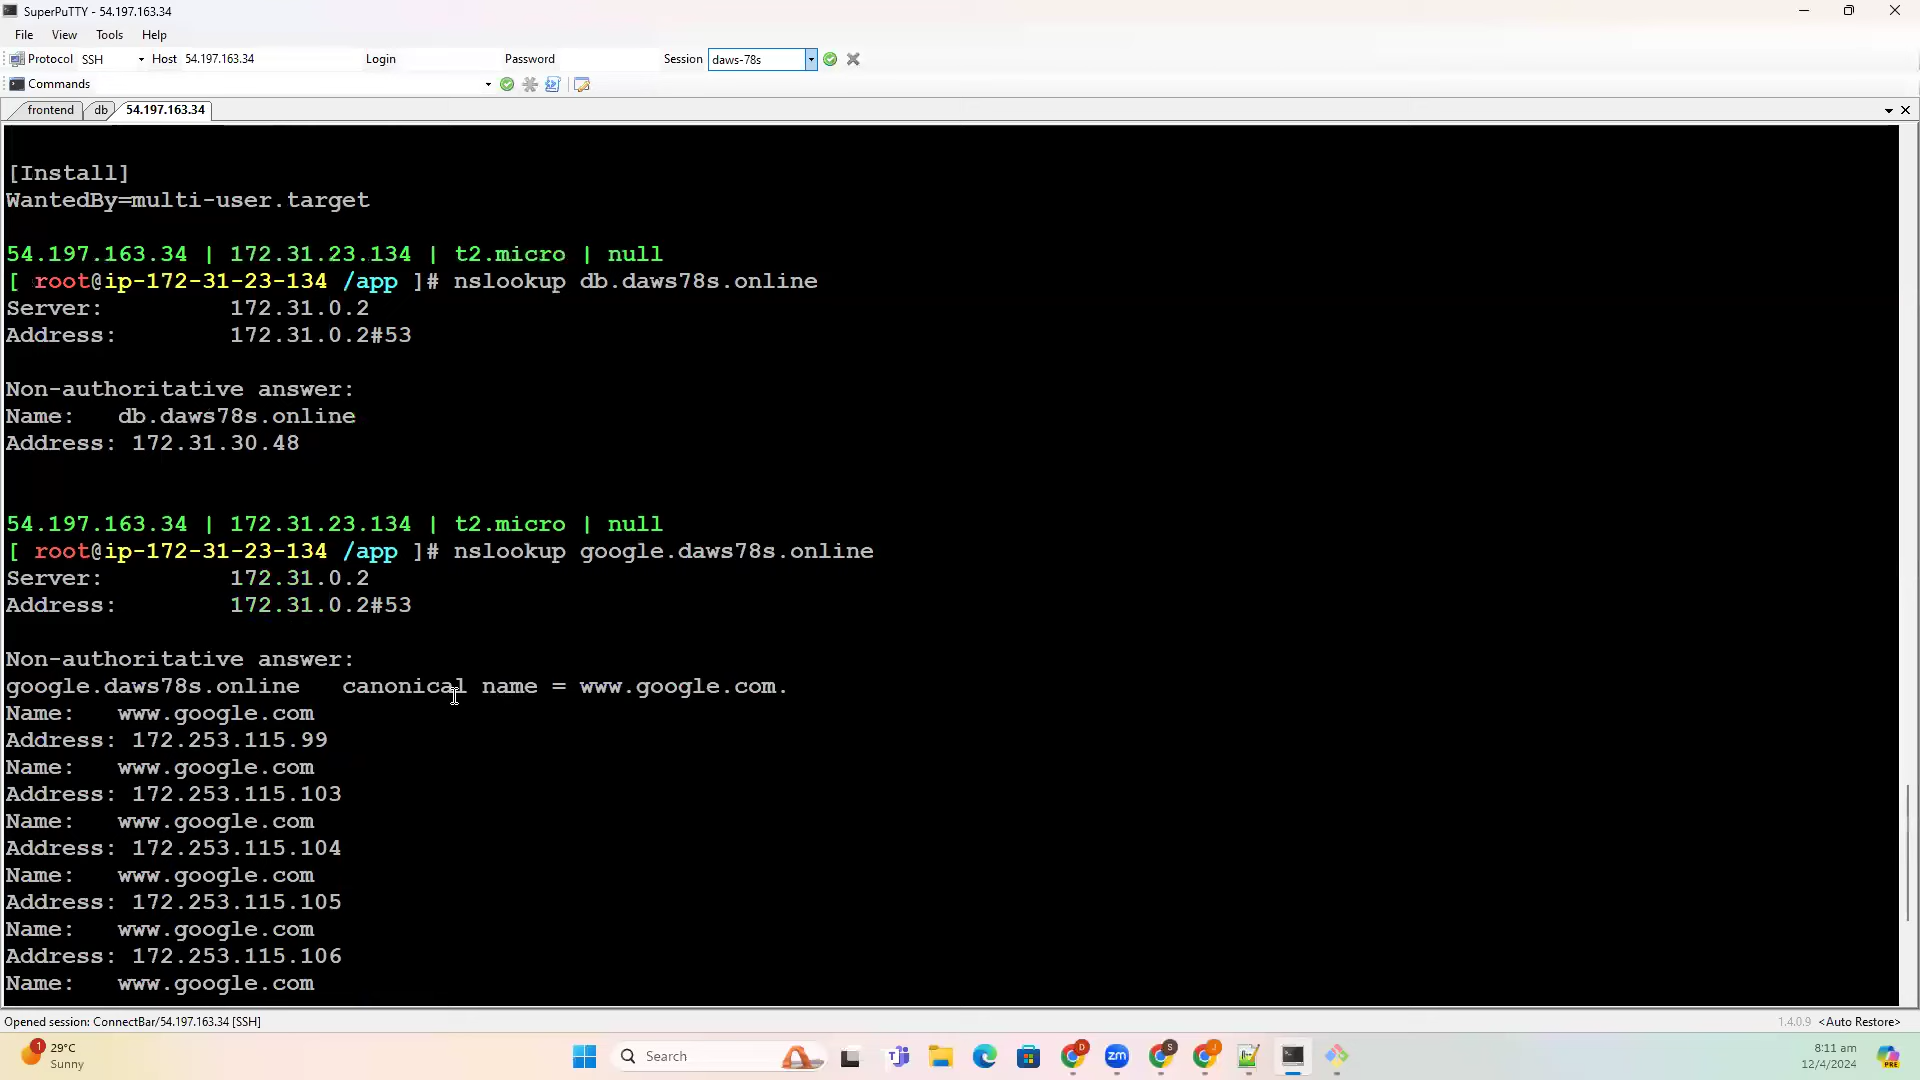 SuperPuTTY - 54.197.163.34
File View Tools Help
Protocol SSH Host 54.197.163.34 Login Password Session daws-78s
Commands
frontend db 54.197.163.34
[Install]
WantedBy=multi-user.target
54.197.163.34 | 172.31.23.134 | t2.micro | null
[ root@ip-172-31-23-134 /app ]# nslookup db.daws78s.online
Server: 172.31.0.2
Address: 172.31.0.2#53
Non-authoritative answer:
Name: db.daws78s.online
Address: 172.31.30.48
54.197.163.34 | 172.31.23.134 | t2.micro | null
[ root@ip-172-31-23-134 /app ]# nslookup google.daws78s.online
Server: 172.31.0.2
Address: 172.31.0.2#53
Non-authoritative answer:
google.daws78s.online canonical name = www.google.com.
Name: www.google.com
Address: 172.253.115.99
Name: www.google.com
Address: 172.253.115.103
Name: www.google.com
Address: 172.253.115.104
Name: www.google.com
Address: 172.253.115.105
Name: www.google.com
Address: 172.253.115.106
Name: www.google.com
Opened session: ConnectBar/54.197.163.34 [SSH] 1.4.0.9 <Auto Restore>
1 29°C
Sunny
Search
zm
D
S
J
PRE
8:11 am
12/4/2024